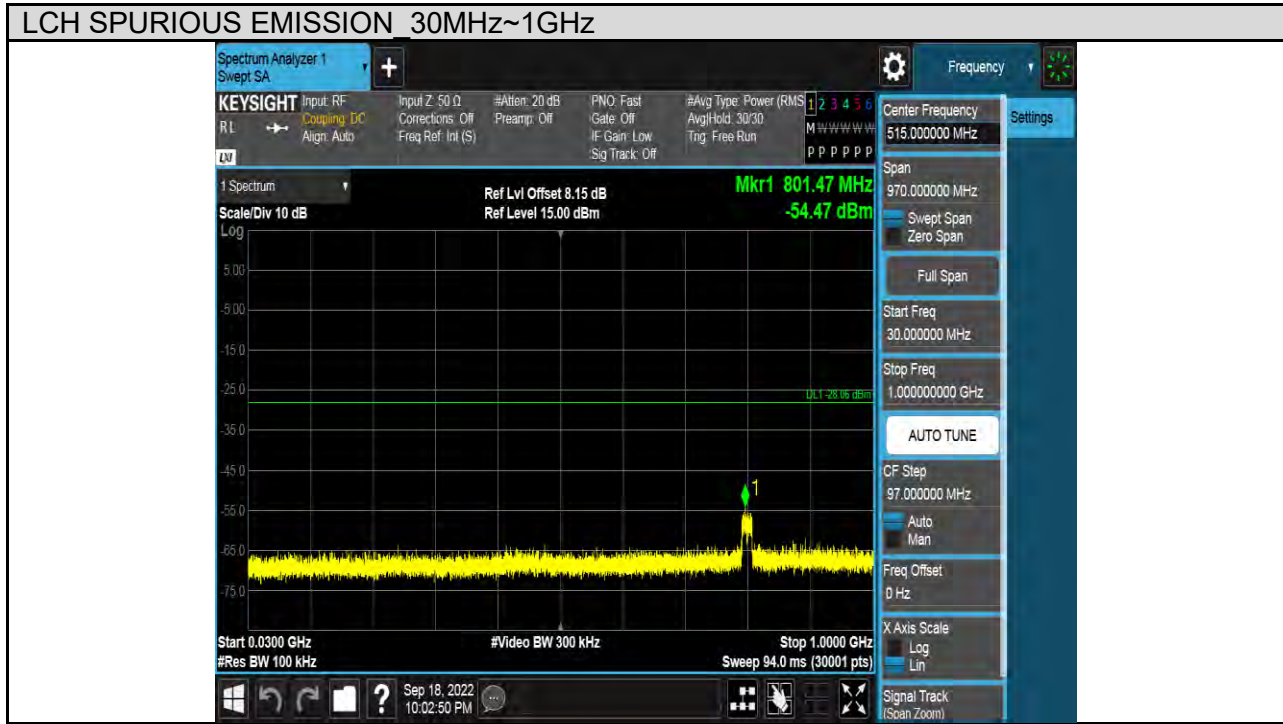 LCH SPURIOUS EMISSION_30MHz~1GHz
Spectrum Analyzer 1
Swept SA
Frequency
KEYSIGHT
RL
LXI
Input: RF
Coupling: DC
Align: Auto
Input Z: 50 Ω
Corrections: Off
Freq Ref: Int (S)
#Atten: 20 dB
Preamp: Off
PNO: Fast
Gate: Off
IF Gain: Low
Sig Track: Off
#Avg Type: Power (RMS
Avg|Hold: 30/30
Trig: Free Run
1 2 3 4 5 6
M W W W W W
P P P P P P
Center Frequency
515.000000 MHz
Settings
1 Spectrum
Scale/Div 10 dB
Ref Lvl Offset 8.15 dB
Ref Level 15.00 dBm
Mkr1 801.47 MHz
-54.47 dBm
Log
5.00
-5.00
-15.0
-25.0
-35.0
-45.0
-55.0
-65.0
-75.0
DL1 -28.06 dBm
1
Start 0.0300 GHz
#Res BW 100 kHz
#Video BW 300 kHz
Stop 1.0000 GHz
Sweep 94.0 ms (30001 pts)
Span
970.000000 MHz
Swept Span
Zero Span
Full Span
Start Freq
30.000000 MHz
Stop Freq
1.000000000 GHz
AUTO TUNE
CF Step
97.000000 MHz
Auto
Man
Freq Offset
0 Hz
X Axis Scale
Log
Lin
Signal Track
(Span Zoom)
Sep 18, 2022
10:02:50 PM